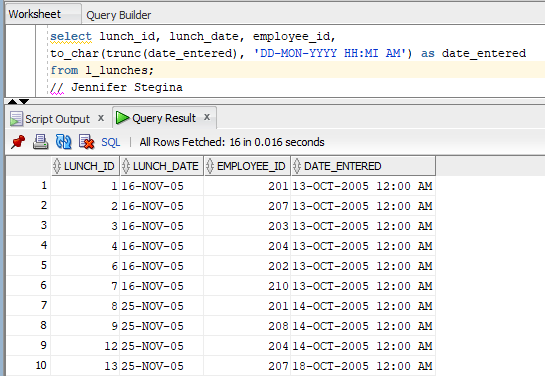 Worksheet Query Builder
select lunch_id, lunch_date, employee_id,
to_char(trunc(date_entered), 'DD-MON-YYYY HH:MI AM') as date_entered
from l_lunches;
// Jennifer Stegina
Script Output x Query Result x
SQL | All Rows Fetched: 16 in 0.016 seconds
LUNCH_ID LUNCH_DATE EMPLOYEE_ID DATE_ENTERED
1 1 16-NOV-05 201 13-OCT-2005 12:00 AM
2 2 16-NOV-05 207 13-OCT-2005 12:00 AM
3 3 16-NOV-05 203 13-OCT-2005 12:00 AM
4 4 16-NOV-05 204 13-OCT-2005 12:00 AM
5 6 16-NOV-05 202 13-OCT-2005 12:00 AM
6 7 16-NOV-05 210 13-OCT-2005 12:00 AM
7 8 25-NOV-05 201 14-OCT-2005 12:00 AM
8 9 25-NOV-05 208 14-OCT-2005 12:00 AM
9 12 25-NOV-05 204 14-OCT-2005 12:00 AM
10 13 25-NOV-05 207 18-OCT-2005 12:00 AM